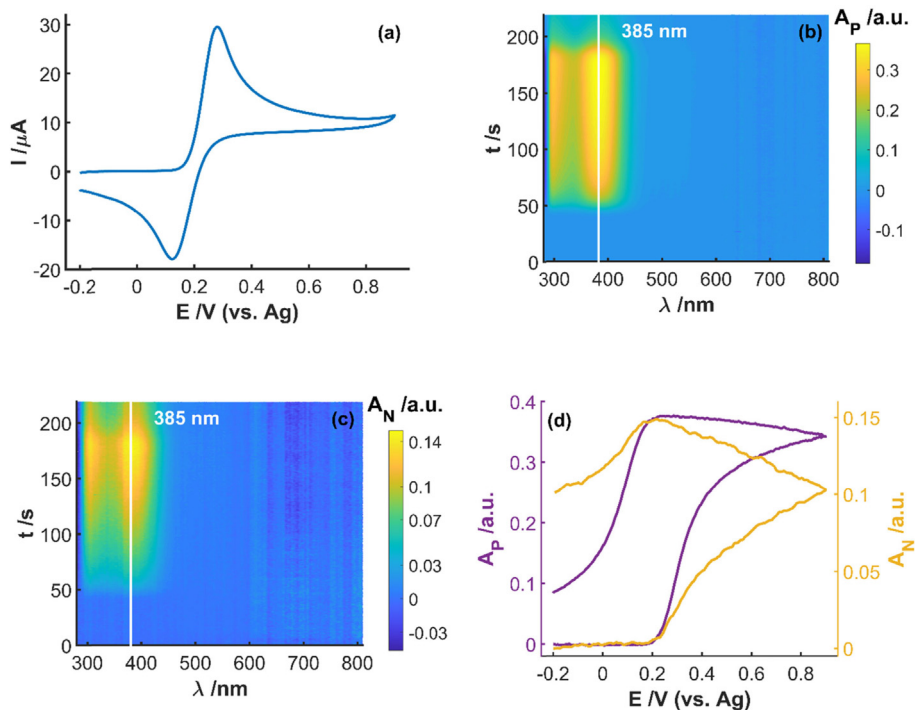 30
20
10
0
-10
-20
I /μA
(a)
-0.2 0 0.2 0.4 0.6 0.8
E /V (vs. Ag)
385 nm
(b)
A_P /a.u.
200
150
100
50
0
t /s
300 400 500 600 700 800
λ /nm
0.3
0.2
0.1
0
-0.1
385 nm
(c)
A_N /a.u.
200
150
100
50
0
t /s
300 400 500 600 700 800
λ /nm
0.14
0.1
0.07
0.04
0
-0.03
(d)
0.4
0.3
0.2
0.1
0
A_P /a.u.
0.15
0.1
0.05
0
A_N /a.u.
-0.2 0 0.2 0.4 0.6 0.8
E /V (vs. Ag)